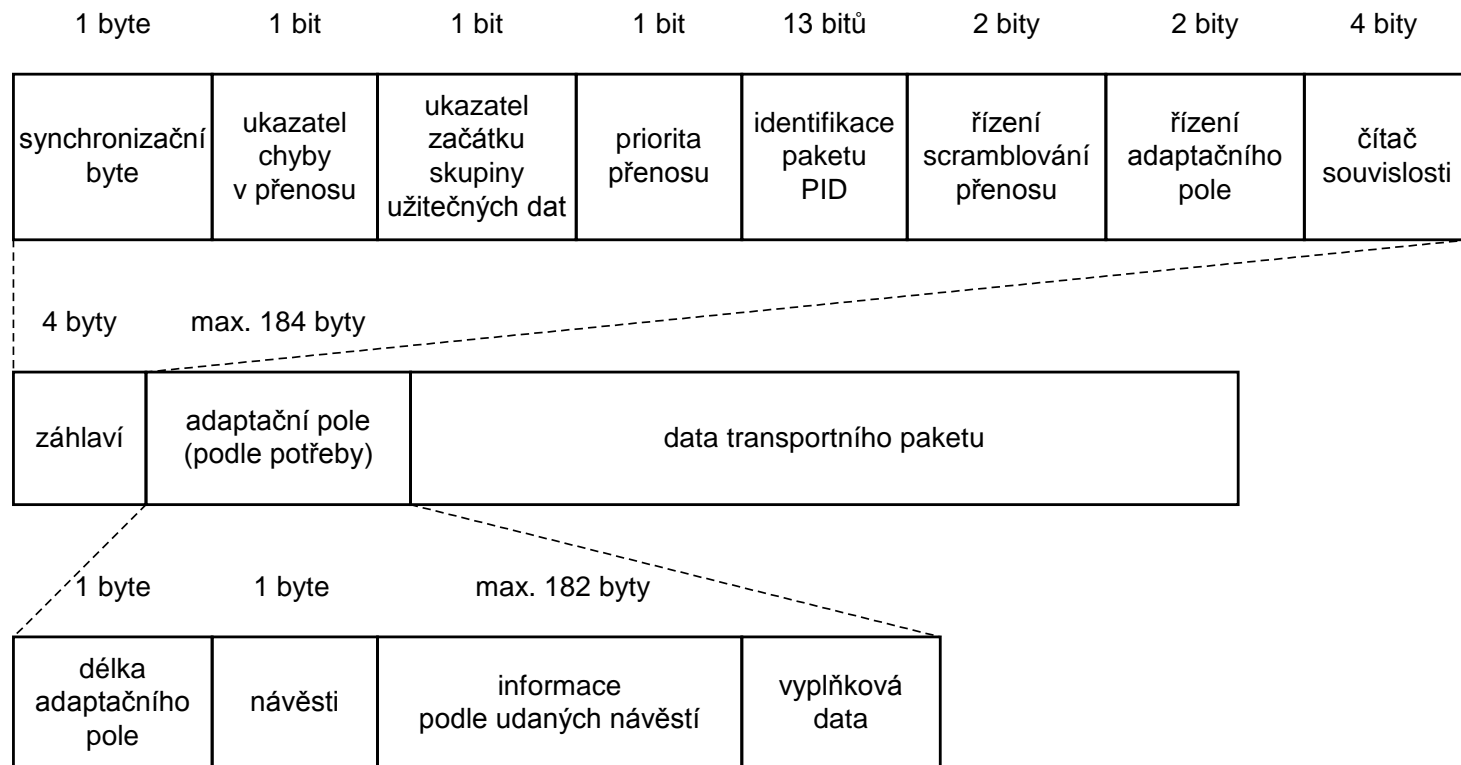 1 byte
1 bit
1 bit
1 bit
13 bitů
2 bity
2 bity
4 bity
synchronizační
byte
ukazatel
chyby
v přenosu
ukazatel
začátku
skupiny
užitečných dat
priorita
přenosu
identifikace
paketu
PID
řízení
scramblování
přenosu
řízení
adaptačního
pole
čítač
souvislosti
4 byty
max. 184 byty
záhlaví
adaptační pole
(podle potřeby)
data transportního paketu
1 byte
1 byte
max. 182 byty
délka
adaptačního
pole
návěsti
informace
podle udaných návěstí
vyplňková
data